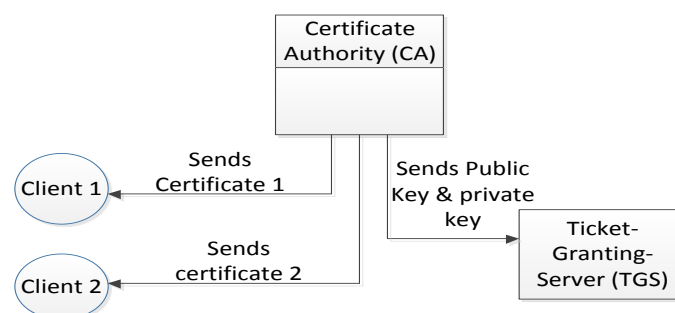 Certificate
Authority (CA)
Sends
Certificate 1
Client 1
Sends Public
Key & private
key
Ticket-
Granting-
Server (TGS)
Sends
certificate 2
Client 2